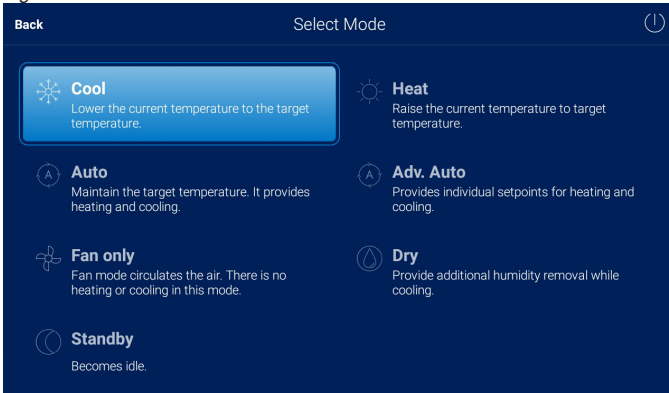 Back
Select Mode
Cool
Lower the current temperature to the target
temperature.
Heat
Raise the current temperature to target
temperature.
A
Auto
Maintain the target temperature. It provides
heating and cooling.
A
Adv. Auto
Provides individual setpoints for heating and
cooling.
Fan only
Fan mode circulates the air. There is no
heating or cooling in this mode.
Dry
Provide additional humidity removal while
cooling.
Standby
Becomes idle.